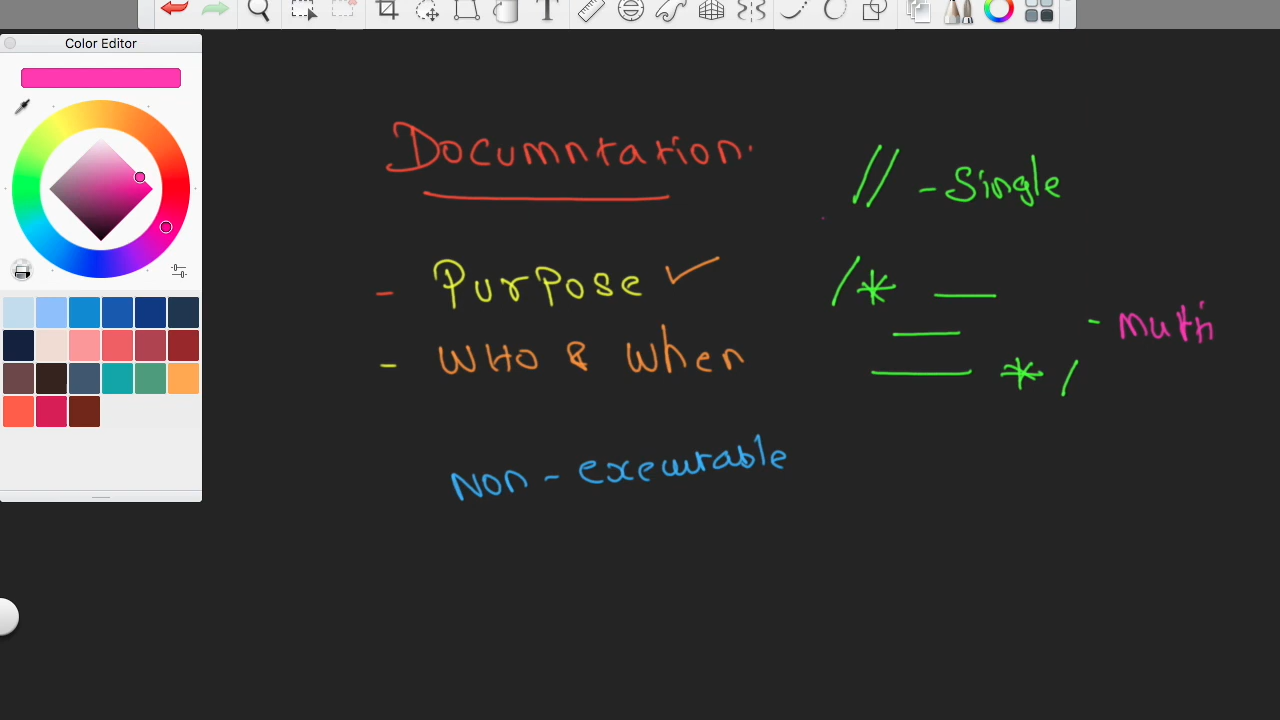 Color Editor
Documntation.
// - Single
- Purpose ✓
- WHO & When
/* —
—
— */
- Multi
Non - executable